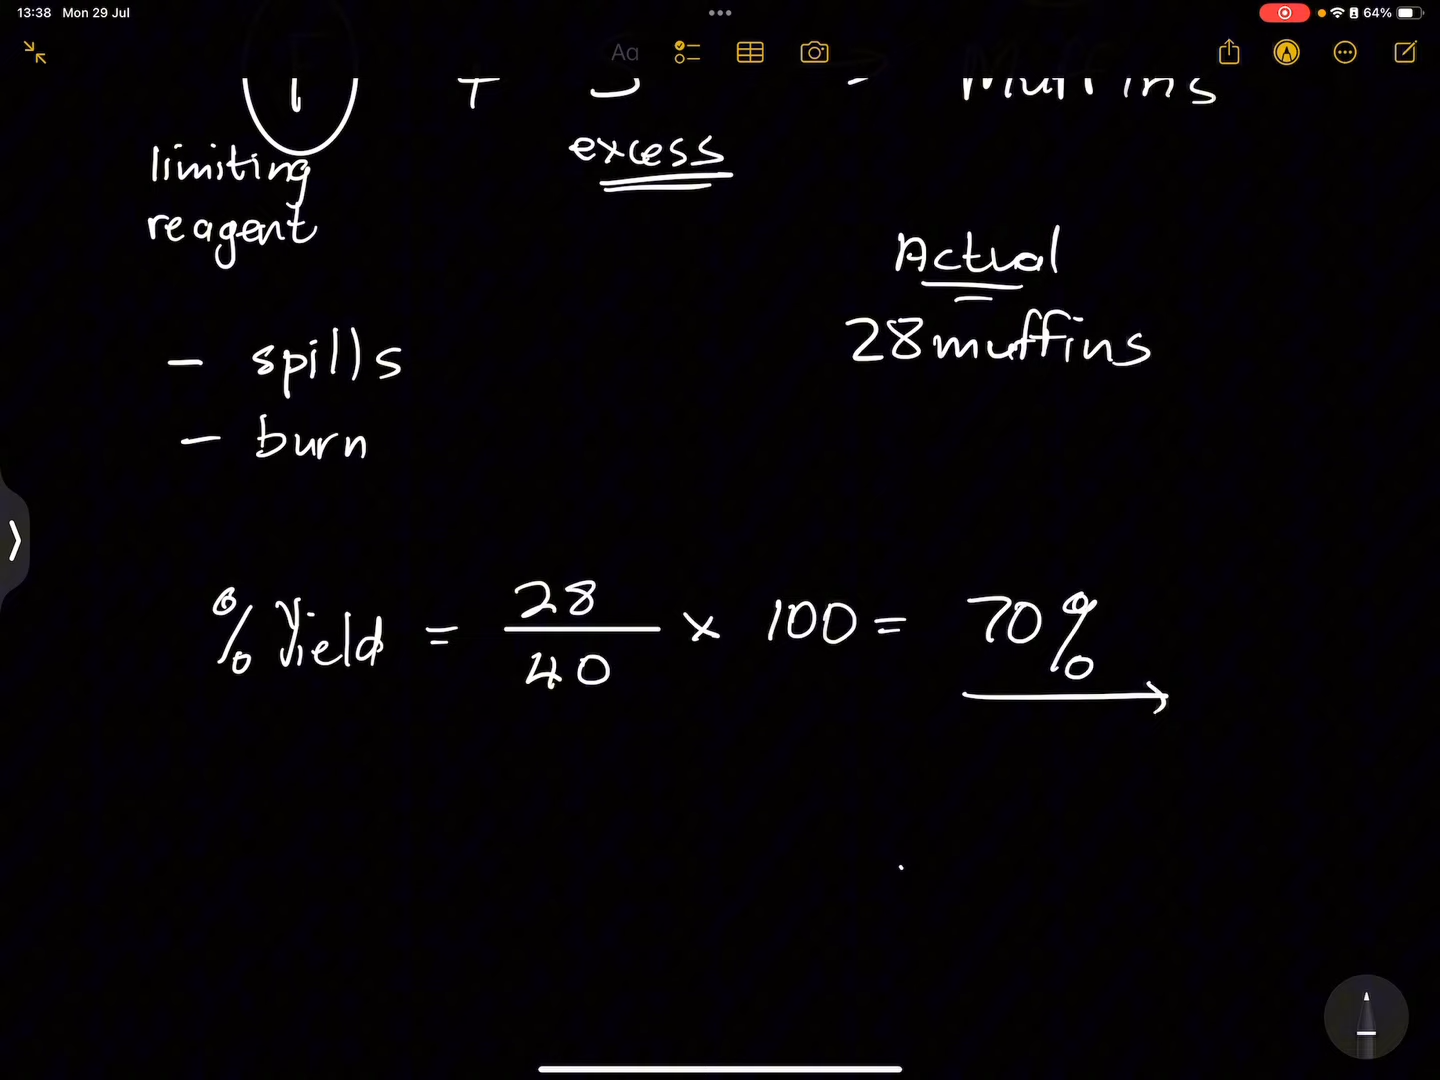 13:38 Mon 29 Jul
64%
Aa
+
Muffins
excess
limiting
reagent
Actual
28 muffins
- spills
- burn
% Yield = 28/40 × 100 = 70%